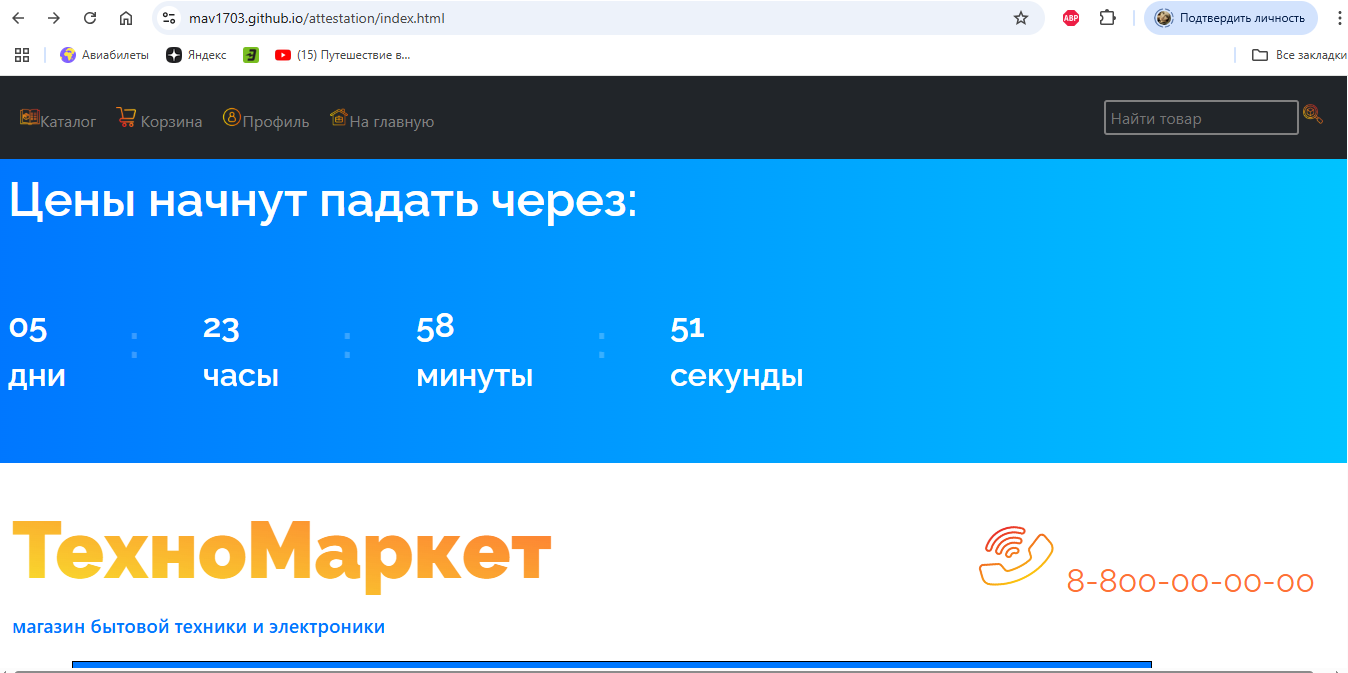 mav1703.github.io/attestation/index.html
ABP
Подтвердить личность
Авиабилеты
Яндекс
(15) Путешествие в...
Все закладки
Каталог
Корзина
Профиль
На главную
Найти товар
Цены начнут падать через:
05 : 23 : 58 : 51
дни часы минуты секунды
ТехноМаркет
8-800-00-00-00
магазин бытовой техники и электроники